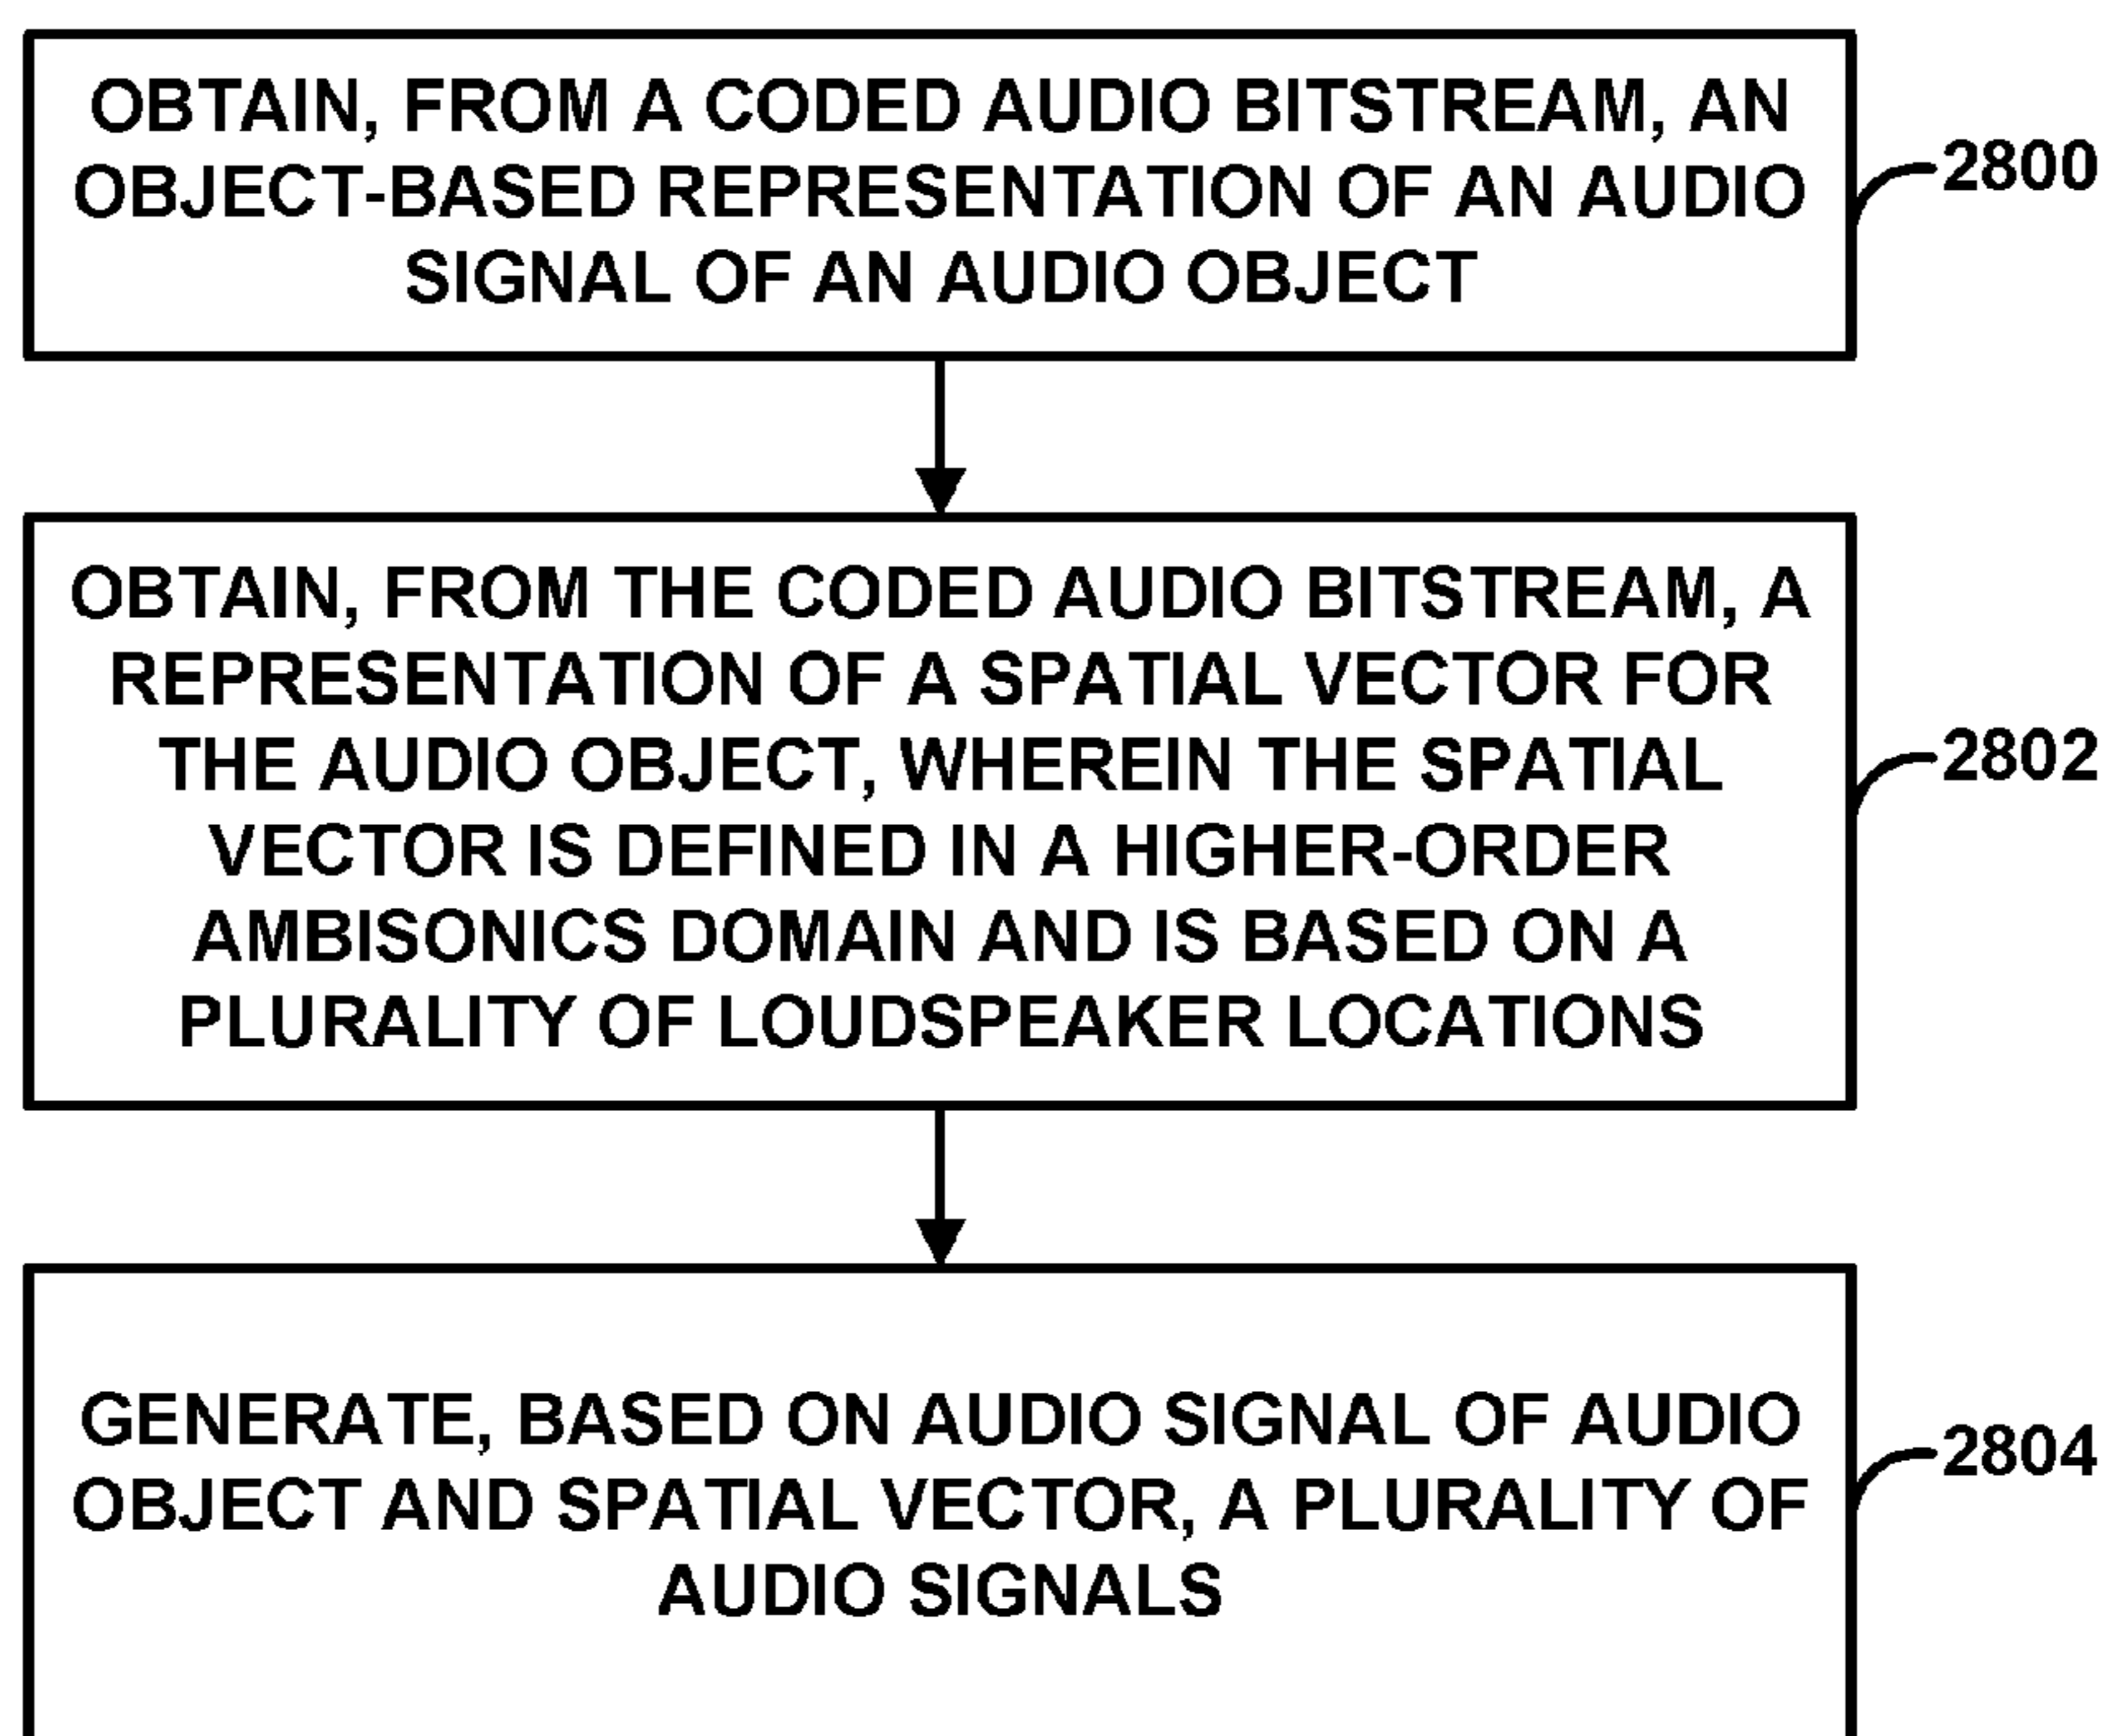 OBTAIN, FROM A CODED AUDIO BITSTREAM, AN
OBJECT-BASED REPRESENTATION OF AN AUDIO
SIGNAL OF AN AUDIO OBJECT
2800
OBTAIN, FROM THE CODED AUDIO BITSTREAM, A
REPRESENTATION OF A SPATIAL VECTOR FOR
THE AUDIO OBJECT, WHEREIN THE SPATIAL
VECTOR IS DEFINED IN A HIGHER-ORDER
AMBISONICS DOMAIN AND IS BASED ON A
PLURALITY OF LOUDSPEAKER LOCATIONS
2802
GENERATE, BASED ON AUDIO SIGNAL OF AUDIO
OBJECT AND SPATIAL VECTOR, A PLURALITY OF
AUDIO SIGNALS
2804